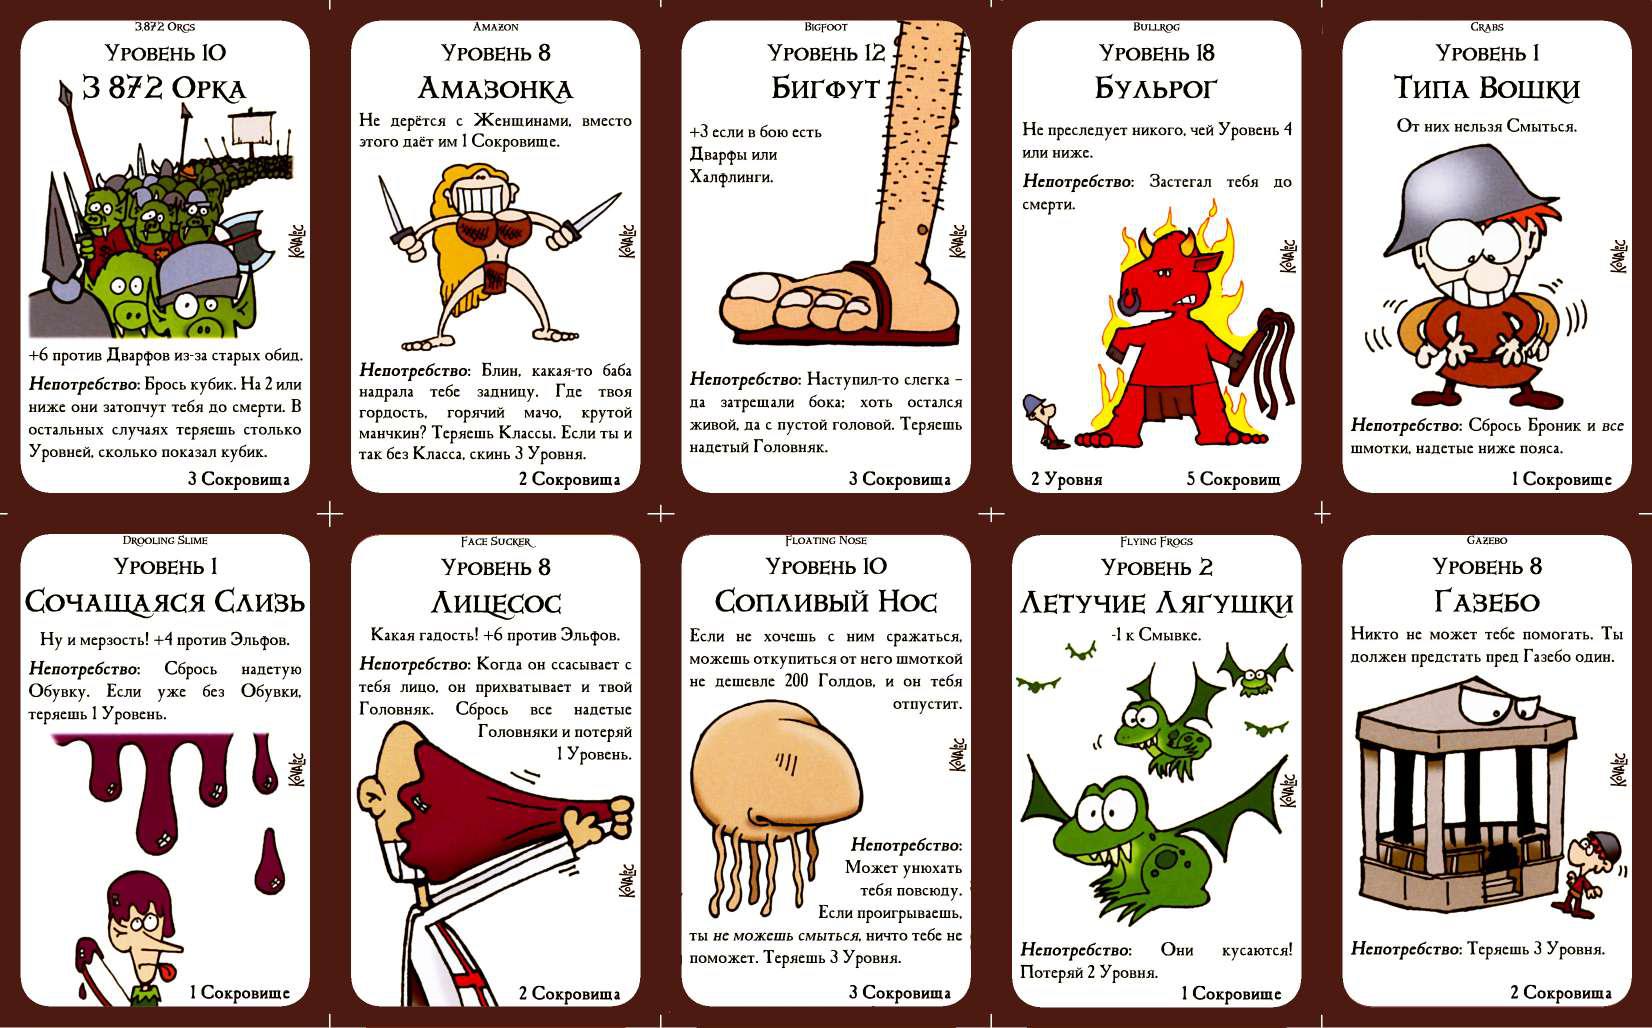 3,872 Orcs
Уровень 10
3 872 Орка
+6 против Дварфов из-за старых обид.
Непотребство: Брось кубик. На 2 или
ниже они затопчут тебя до смерти. В
остальных случаях теряешь столько
Уровней, сколько показал кубик.
3 Сокровища
Kovalic
Amazon
Уровень 8
Амазонка
Не дерётся с Женщинами, вместо
этого даёт им 1 Сокровище.
Kovalic
Непотребство: Блин, какая-то баба
надрала тебе задницу. Где твоя
гордость, горячий мачо, крутой
манчкин? Теряешь Классы. Если ты и
так без Класса, скинь 3 Уровня.
2 Сокровища
Bigfoot
Уровень 12
Бигфут
+3 если в бою есть
Дварфы или
Халфлинги.
Kovalic
Непотребство: Наступил-то слегка –
да затрещали бока; хоть остался
живой, да с пустой головой. Теряешь
надетый Головняк.
3 Сокровища
Bullrog
Уровень 18
Бульрог
Не преследует никого, чей Уровень 4
или ниже.
Непотребство: Застегал тебя до
смерти.
Kovalic
2 Уровня 5 Сокровищ
Crabs
Уровень 1
Типа Вошки
От них нельзя Смыться.
Kovalic
Непотребство: Сбрось Броник и все
шмотки, надетые ниже пояса.
1 Сокровище
Drooling Slime
Уровень 1
Сочащаяся Слизь
Ну и мерзость! +4 против Эльфов.
Непотребство: Сбрось надетую
Обувку. Если уже без Обувки,
теряешь 1 Уровень.
Kovalic
1 Сокровище
Face Sucker
Уровень 8
Лицесос
Какая гадость! +6 против Эльфов.
Непотребство: Когда он ссасывает с
тебя лицо, он прихватывает и твой
Головняк. Сбрось все надетые
Головняки и потеряй
1 Уровень.
Kovalic
2 Сокровища
Floating Nose
Уровень 10
Сопливый Нос
Если не хочешь с ним сражаться,
можешь откупиться от него шмоткой
не дешевле 200 Голдов, и он тебя
отпустит.
Kovalic
Непотребство:
Может унюхать
тебя повсюду.
Если проигрываешь,
ты не можешь смыться, ничто тебе не
поможет. Теряешь 3 Уровня.
3 Сокровища
Flying Frogs
Уровень 2
Летучие Лягушки
-1 к Смывке.
Kovalic
Непотребство: Они кусаются!
Потеряй 2 Уровня.
1 Сокровище
Gazebo
Уровень 8
Газебо
Никто не может тебе помогать. Ты
должен предстать пред Газебо один.
Kovalic
Непотребство: Теряешь 3 Уровня.
2 Сокровища